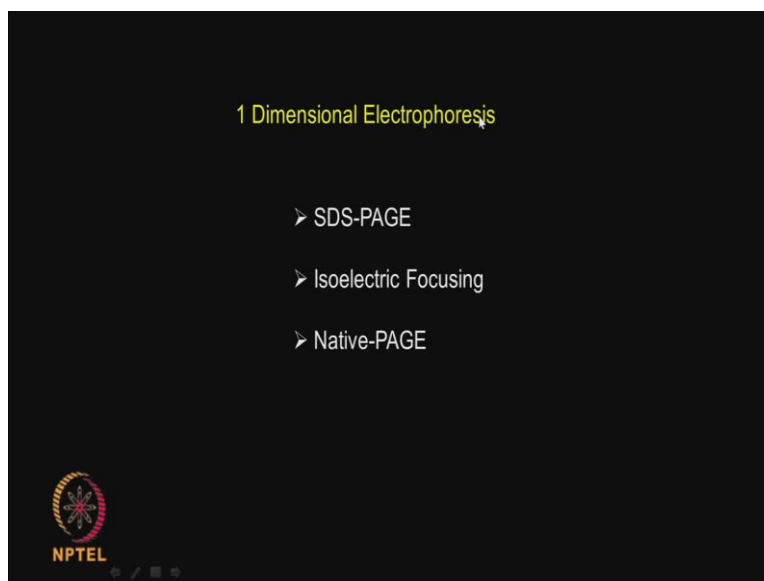 1 Dimensional Electrophoresis
➢ SDS-PAGE
➢ Isoelectric Focusing
➢ Native-PAGE
NPTEL